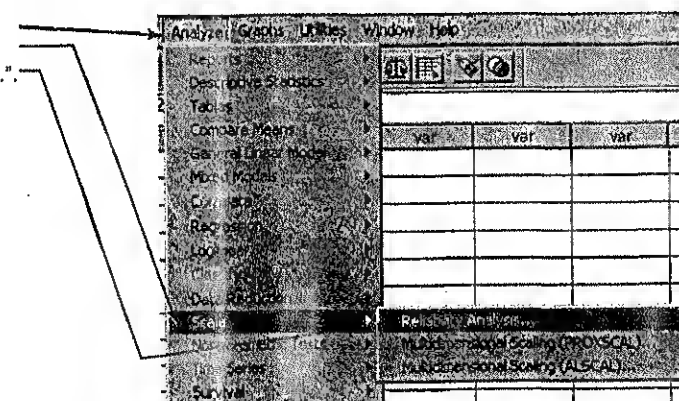 Analyze Graphs Utilities Window Help
Reports
Descriptive Statistics
Tables
Compare Means
General Linear Model
Mixed Models
Correlate
Regression
Loglinear
Data Reduction
var var var
Scale
Reliability Analysis...
Multidimensional Scaling (PROXSCAL)...
Multidimensional Scaling (ALSCAL)...
Series
Survival